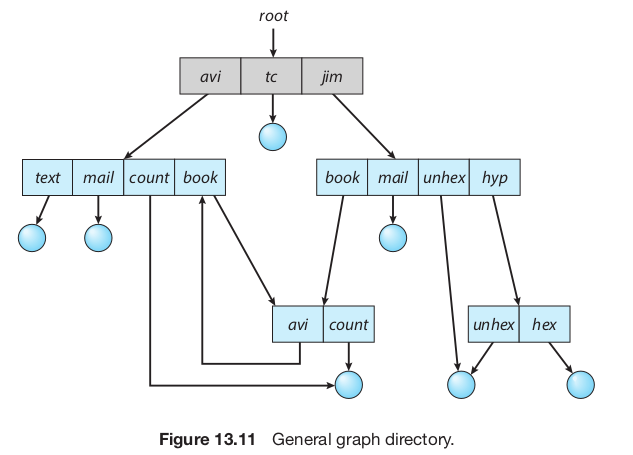 root
avi tc jim
text mail count book
book mail unhex hyp
avi count
unhex hex
Figure 13.11 General graph directory.